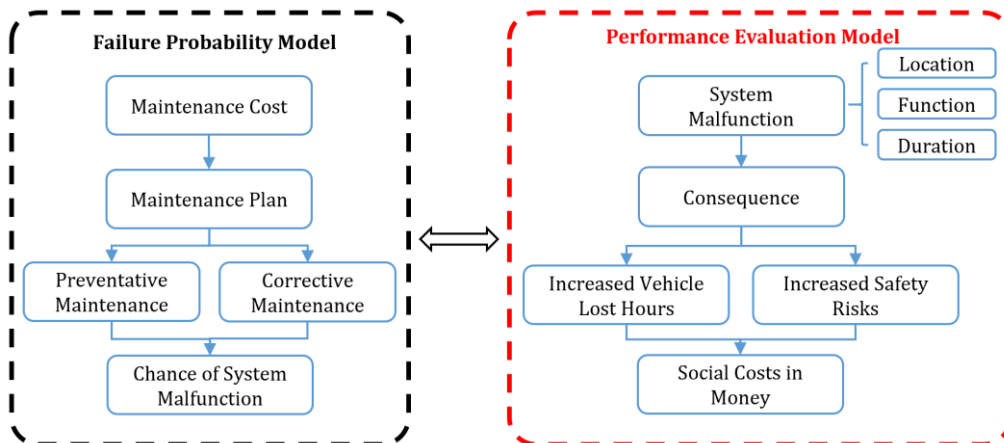 Failure Probability Model
Maintenance Cost
Maintenance Plan
Preventative
Maintenance
Corrective
Maintenance
Chance of System
Malfunction
Performance Evaluation Model
System
Malfunction
Location
Function
Duration
Consequence
Increased Vehicle
Lost Hours
Increased Safety
Risks
Social Costs in
Money